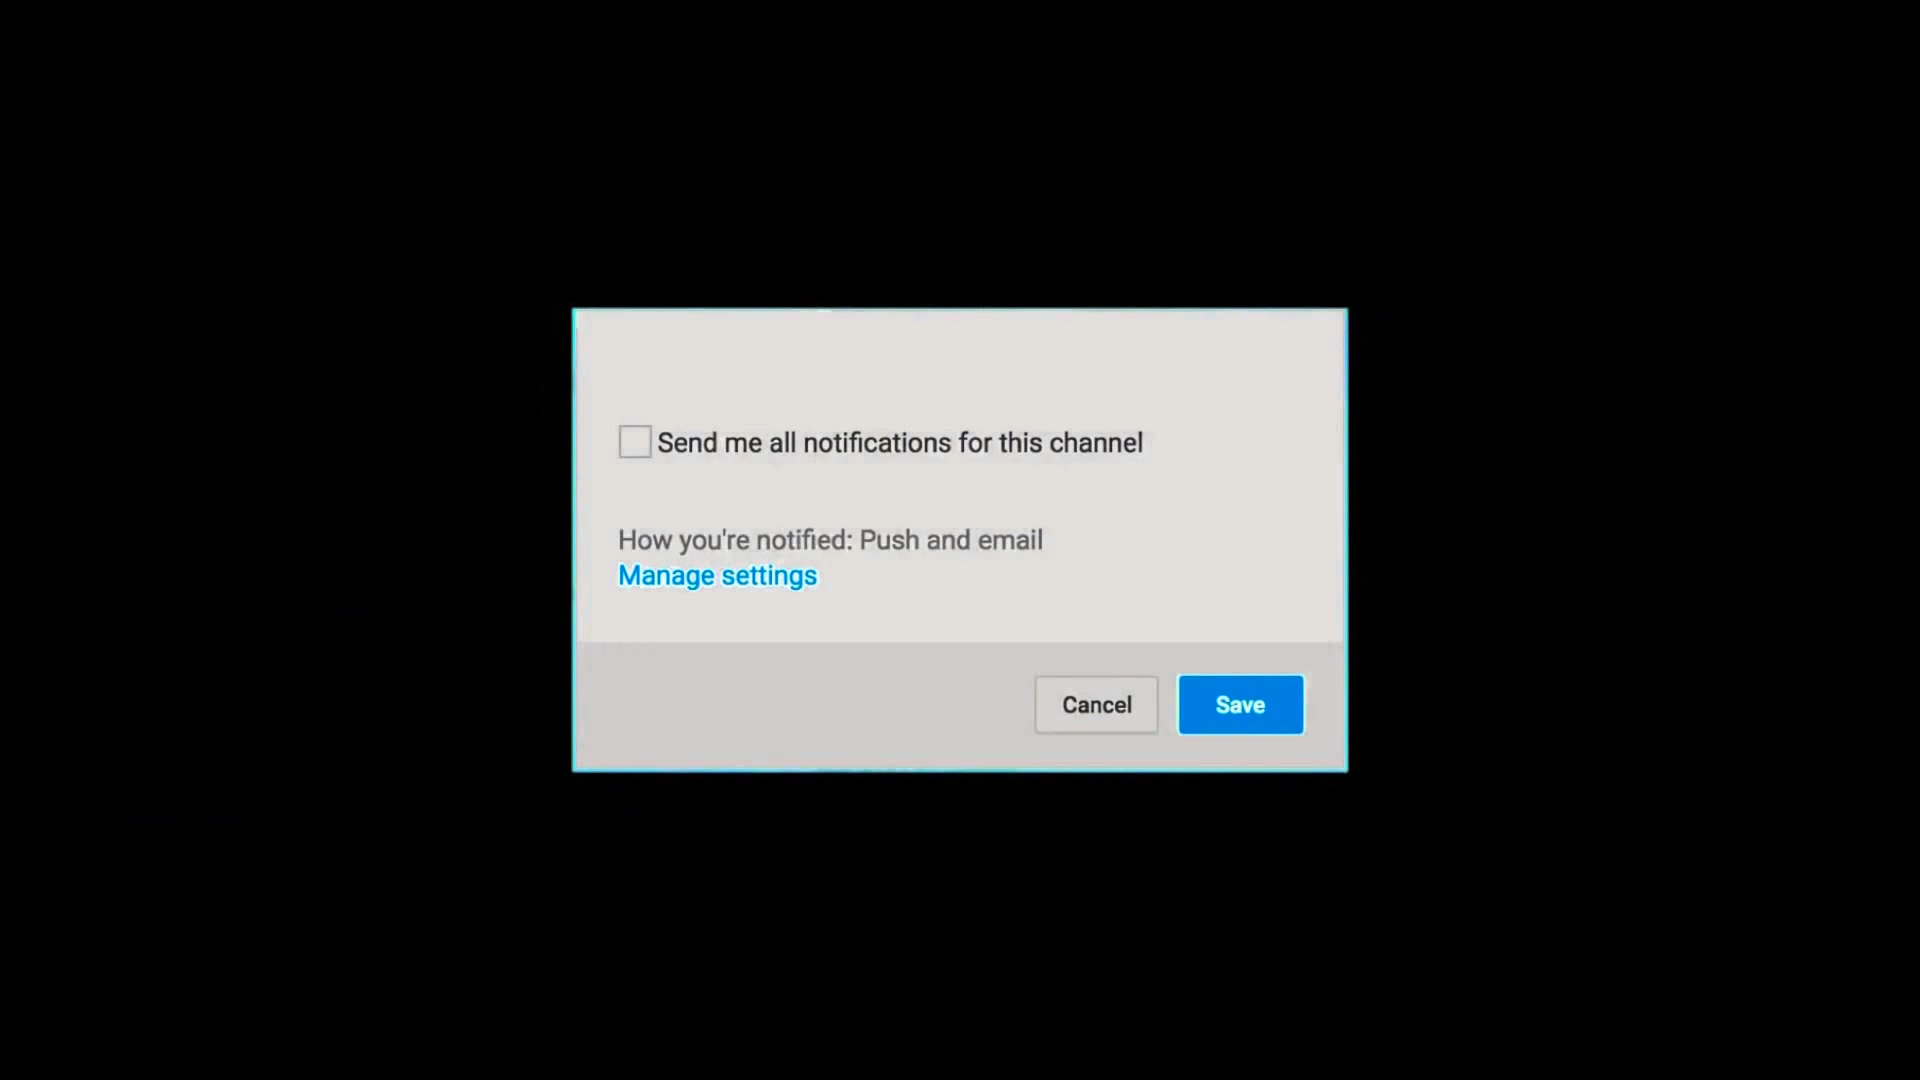 Send me all notifications for this channel
How you're notified: Push and email
Manage settings
Cancel
Save